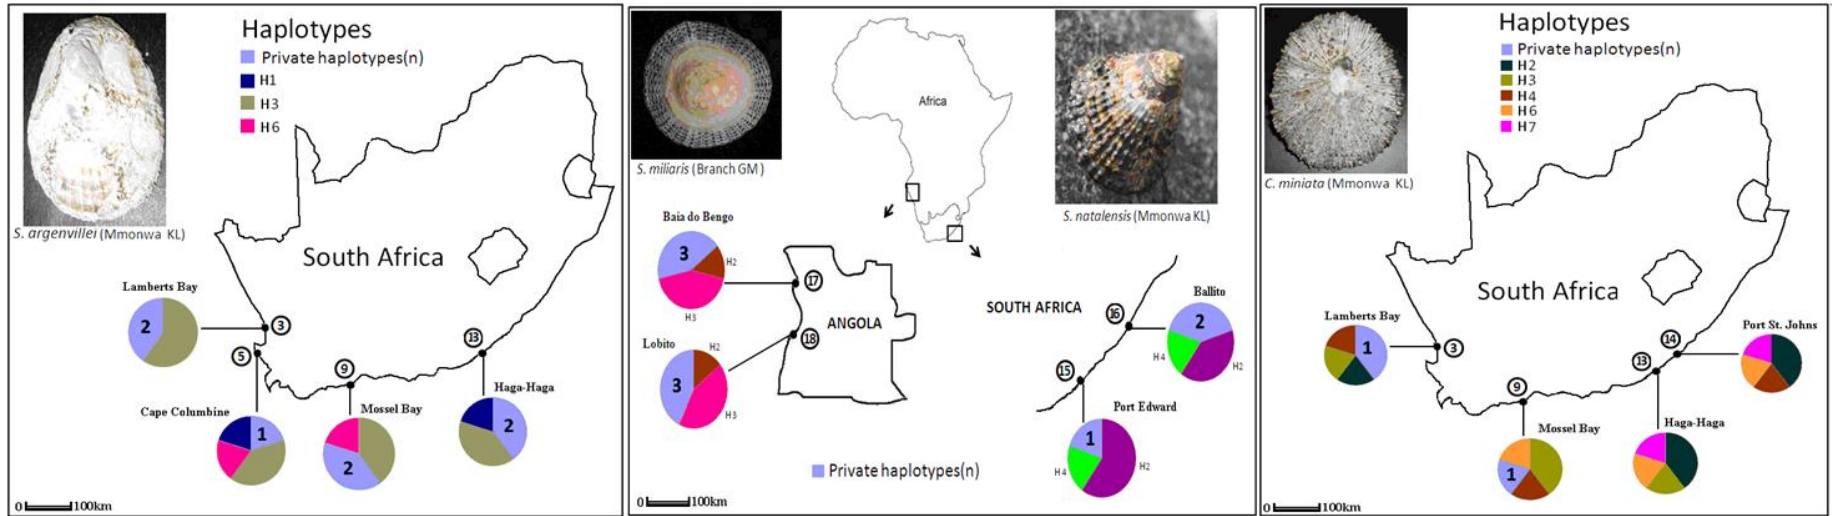 Haplotypes
Private haplotypes(n)
H1
H3
H6
S. argenvillei (Mmonwa KL)
South Africa
Lamberts Bay
2
3
5
13
9
Haga-Haga
Cape Columbine
Mossel Bay
1
2
2
0 100km
S. miliaris (Branch GM)
Africa
S. natalensis (Mmonwa KL)
Baia do Bengo
3
H2
H3
17
ANGOLA
18
Lobito
H2
3
H3
SOUTH AFRICA
16
Ballito
2
H4
H2
15
Port Edward
1
H4
H2
Private haplotypes(n)
0 100km
Haplotypes
Private haplotypes(n)
H2
H3
H4
H6
H7
C. miniata (Mmonwa KL)
South Africa
Lamberts Bay
1
3
14
Port St. Johns
13
9
Mossel Bay
Haga-Haga
1
0 100km